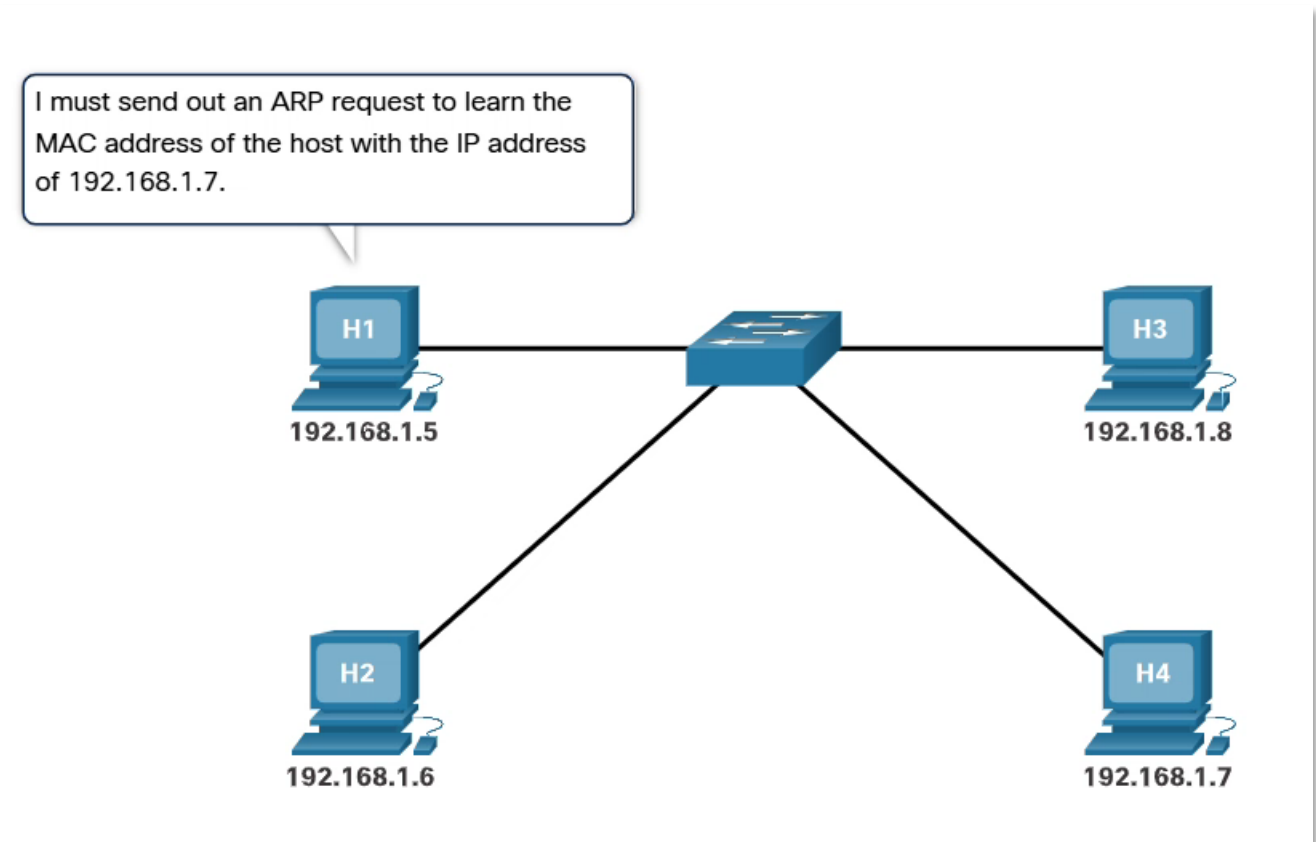 I must send out an ARP request to learn the
MAC address of the host with the IP address
of 192.168.1.7.
H1
H3
192.168.1.5
192.168.1.8
H2
H4
192.168.1.6
192.168.1.7